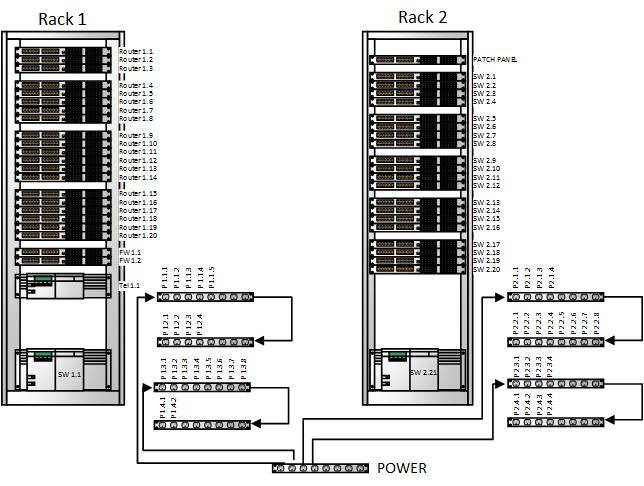 Rack 1
Router 1.1
Router 1.2
Router 1.3
Router 1.4
Router 1.5
Router 1.6
Router 1.7
Router 1.8
Router 1.9
Router 1.10
Router 1.11
Router 1.12
Router 1.13
Router 1.14
Router 1.15
Router 1.16
Router 1.17
Router 1.18
Router 1.19
Router 1.20
FW 1.1
FW 1.2
Tel 1.1
SW 1.1
P1.1.1
P1.1.2
P1.1.3
P1.1.4
P1.1.5
P1.2.1
P1.2.2
P1.2.3
P1.2.4
P1.3.1
P1.3.2
P1.3.3
P1.3.4
P1.3.5
P1.3.6
P1.3.7
P1.3.8
P1.4.1
P1.4.2
Rack 2
PATCH PANEL
SW 2.1
SW 2.2
SW 2.3
SW 2.4
SW 2.5
SW 2.6
SW 2.7
SW 2.8
SW 2.9
SW 2.10
SW 2.11
SW 2.12
SW 2.13
SW 2.14
SW 2.15
SW 2.16
SW 2.17
SW 2.18
SW 2.19
SW 2.20
SW 2.21
P2.1.1
P2.1.2
P2.1.3
P2.1.4
P2.2.1
P2.2.2
P2.2.3
P2.2.4
P2.2.5
P2.2.6
P2.2.7
P2.2.8
P2.3.1
P2.3.2
P2.3.3
P2.3.4
P2.4.1
P2.4.2
P2.4.3
P2.4.4
POWER